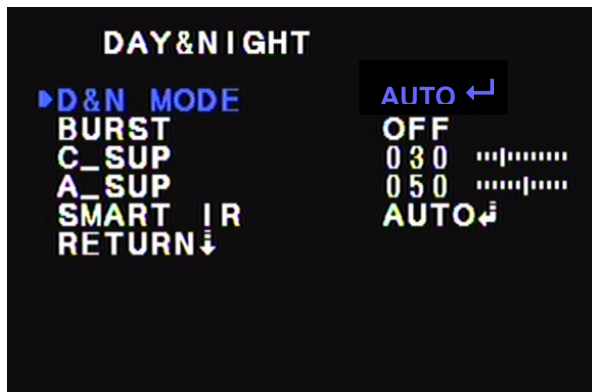 DAY&NIGHT
D&N MODE AUTO ↵
BURST OFF
C_SUP 030
A_SUP 050
SMART IR AUTO↵
RETURN↓